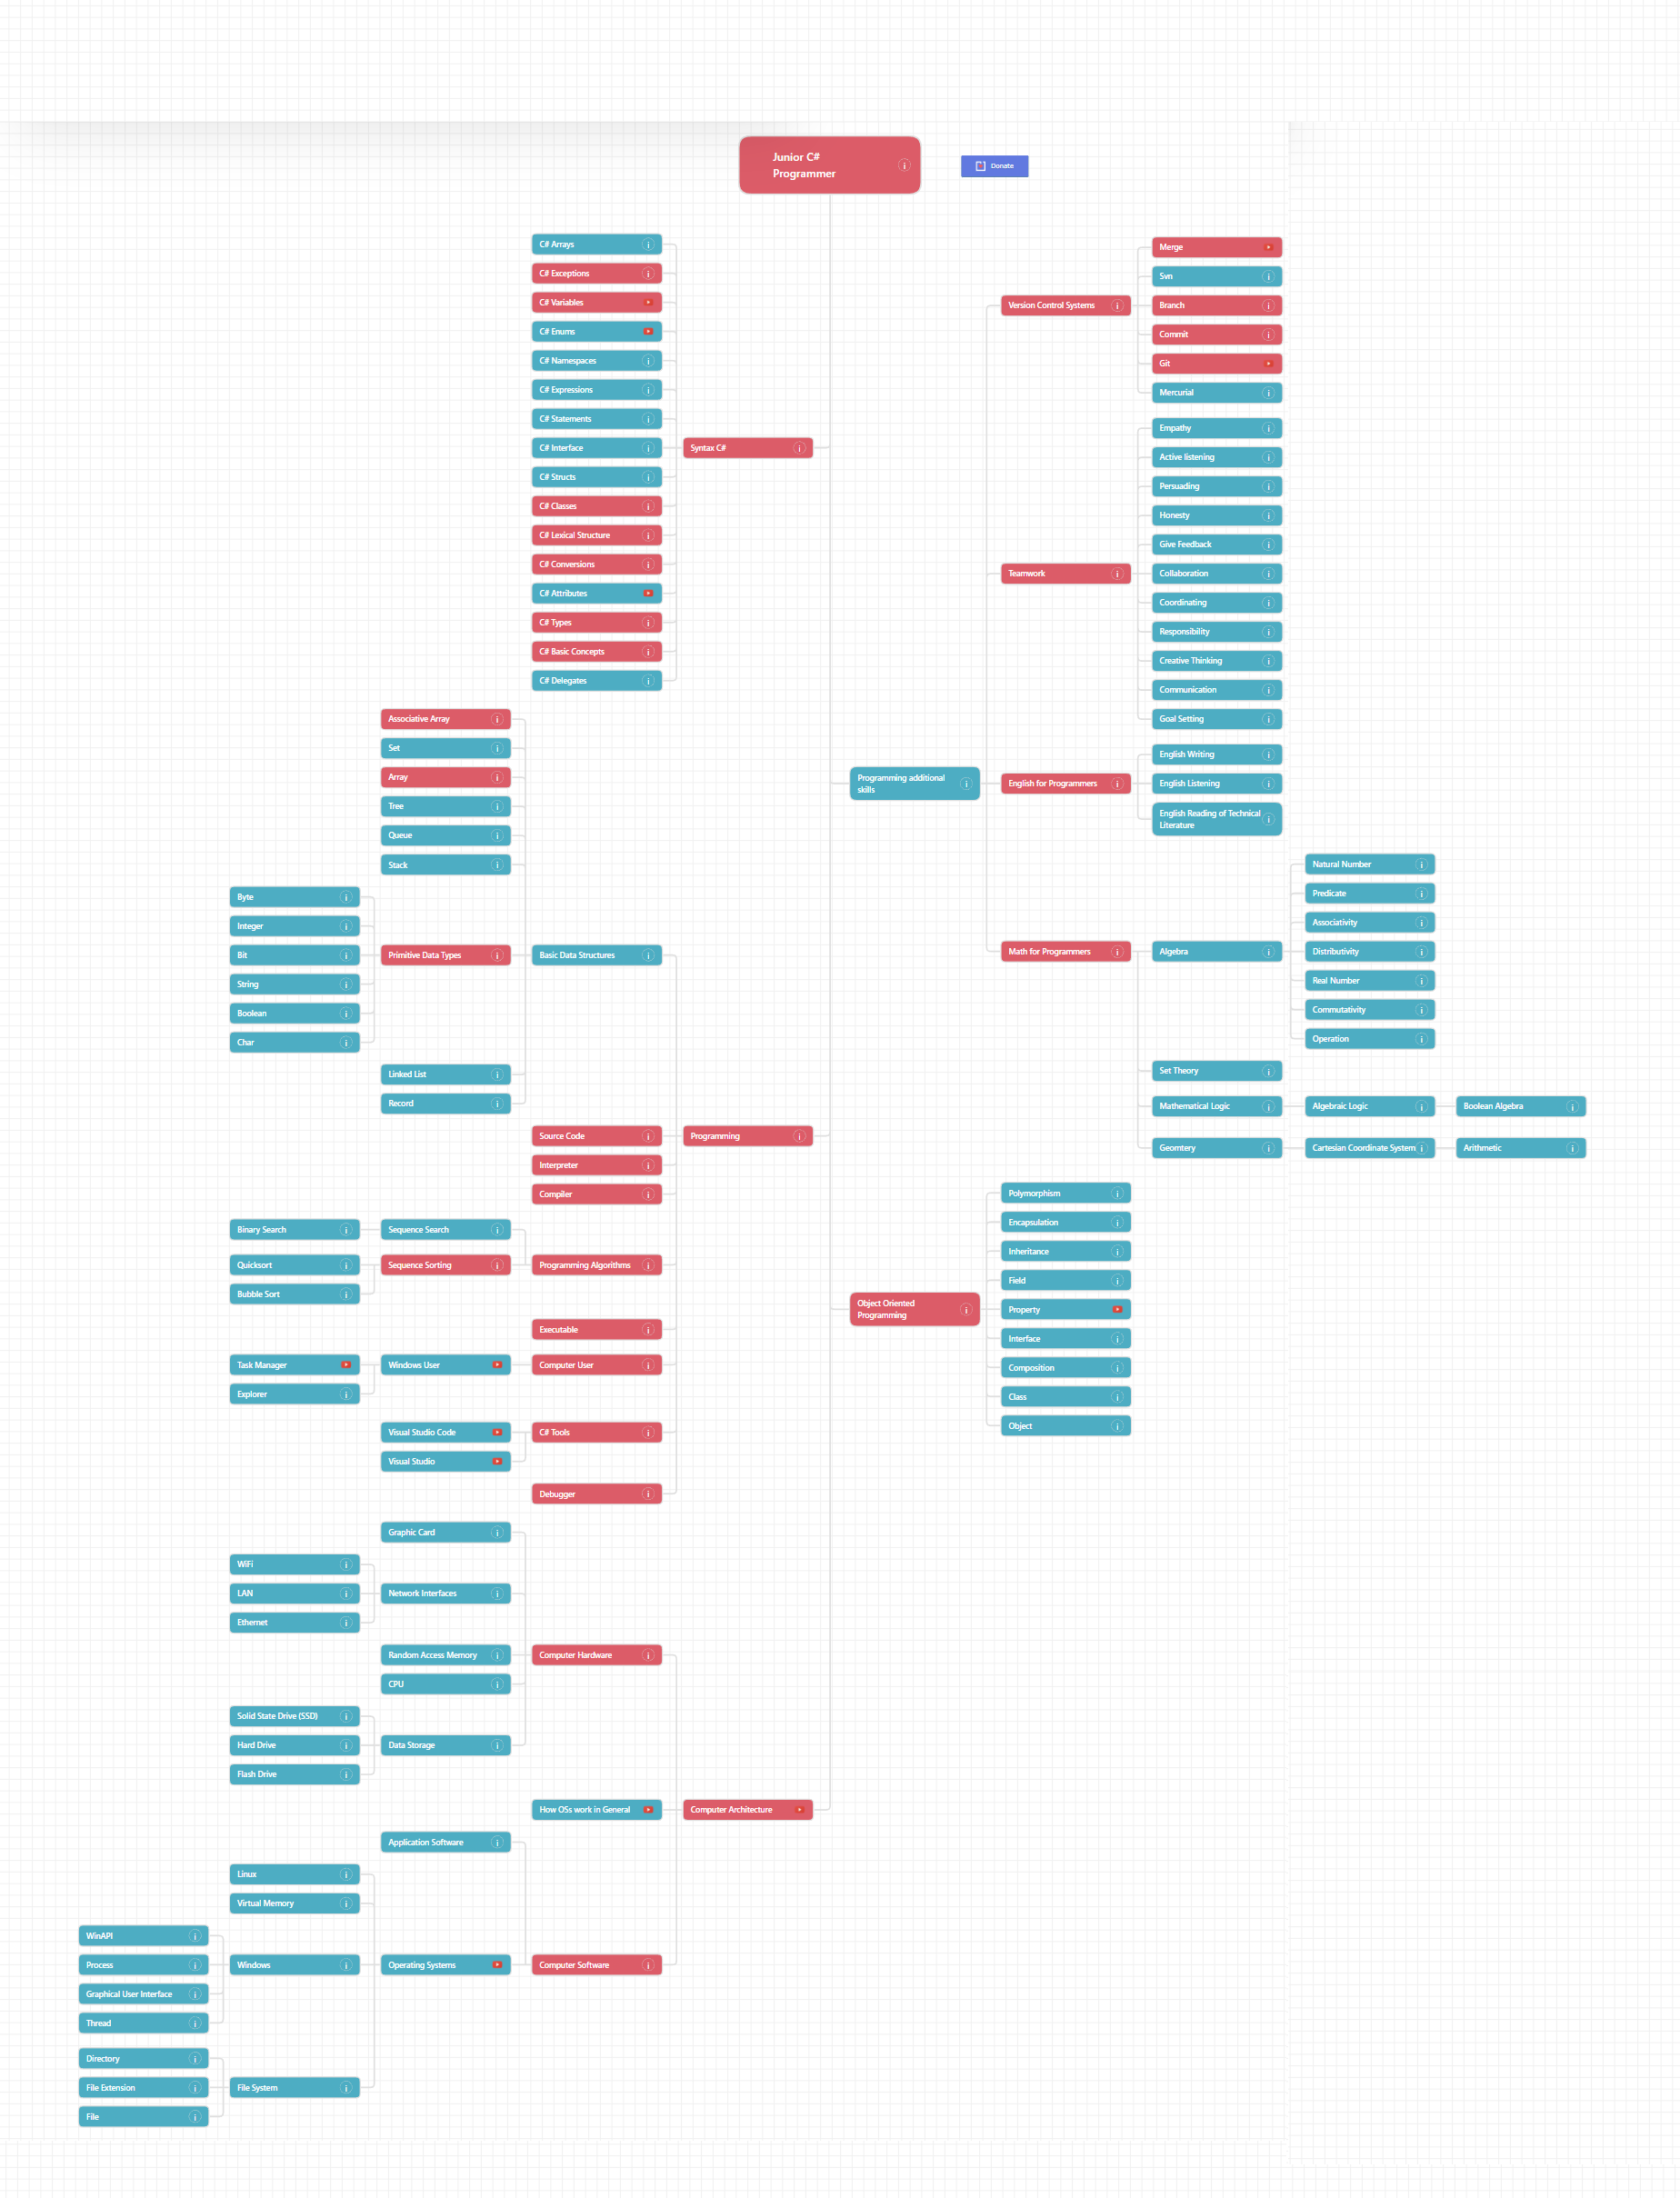 Junior C#
Programmer
Donate
C# Arrays
C# Exceptions
C# Variables
C# Enums
C# Namespaces
C# Expressions
C# Statements
C# Interface
C# Structs
C# Classes
C# Lexical Structure
C# Conversions
C# Attributes
C# Types
C# Basic Concepts
C# Delegates
Syntax C#
Associative Array
Set
Array
Tree
Queue
Stack
Byte
Integer
Bit
String
Boolean
Char
Primitive Data Types
Basic Data Structures
Linked List
Record
Source Code
Interpreter
Compiler
Programming
Binary Search
Sequence Search
Quicksort
Bubble Sort
Sequence Sorting
Programming Algorithms
Executable
Task Manager
Explorer
Windows User
Computer User
Visual Studio Code
Visual Studio
C# Tools
Debugger
Graphic Card
WiFi
LAN
Ethernet
Network Interfaces
Random Access Memory
CPU
Computer Hardware
Solid State Drive (SSD)
Hard Drive
Flash Drive
Data Storage
How OSs work in General
Computer Architecture
Application Software
Linux
Virtual Memory
WinAPI
Process
Graphical User Interface
Thread
Windows
Operating Systems
Computer Software
Directory
File Extension
File
File System
Version Control Systems
Merge
Svn
Branch
Commit
Git
Mercurial
Teamwork
Empathy
Active listening
Persuading
Honesty
Give Feedback
Collaboration
Coordinating
Responsibility
Creative Thinking
Communication
Goal Setting
Programming additional
skills
English for Programmers
English Writing
English Listening
English Reading of Technical
Literature
Math for Programmers
Algebra
Natural Number
Predicate
Associativity
Distributivity
Real Number
Commutativity
Operation
Set Theory
Mathematical Logic
Algebraic Logic
Boolean Algebra
Geomtery
Cartesian Coordinate System
Arithmetic
Object Oriented
Programming
Polymorphism
Encapsulation
Inheritance
Field
Property
Interface
Composition
Class
Object